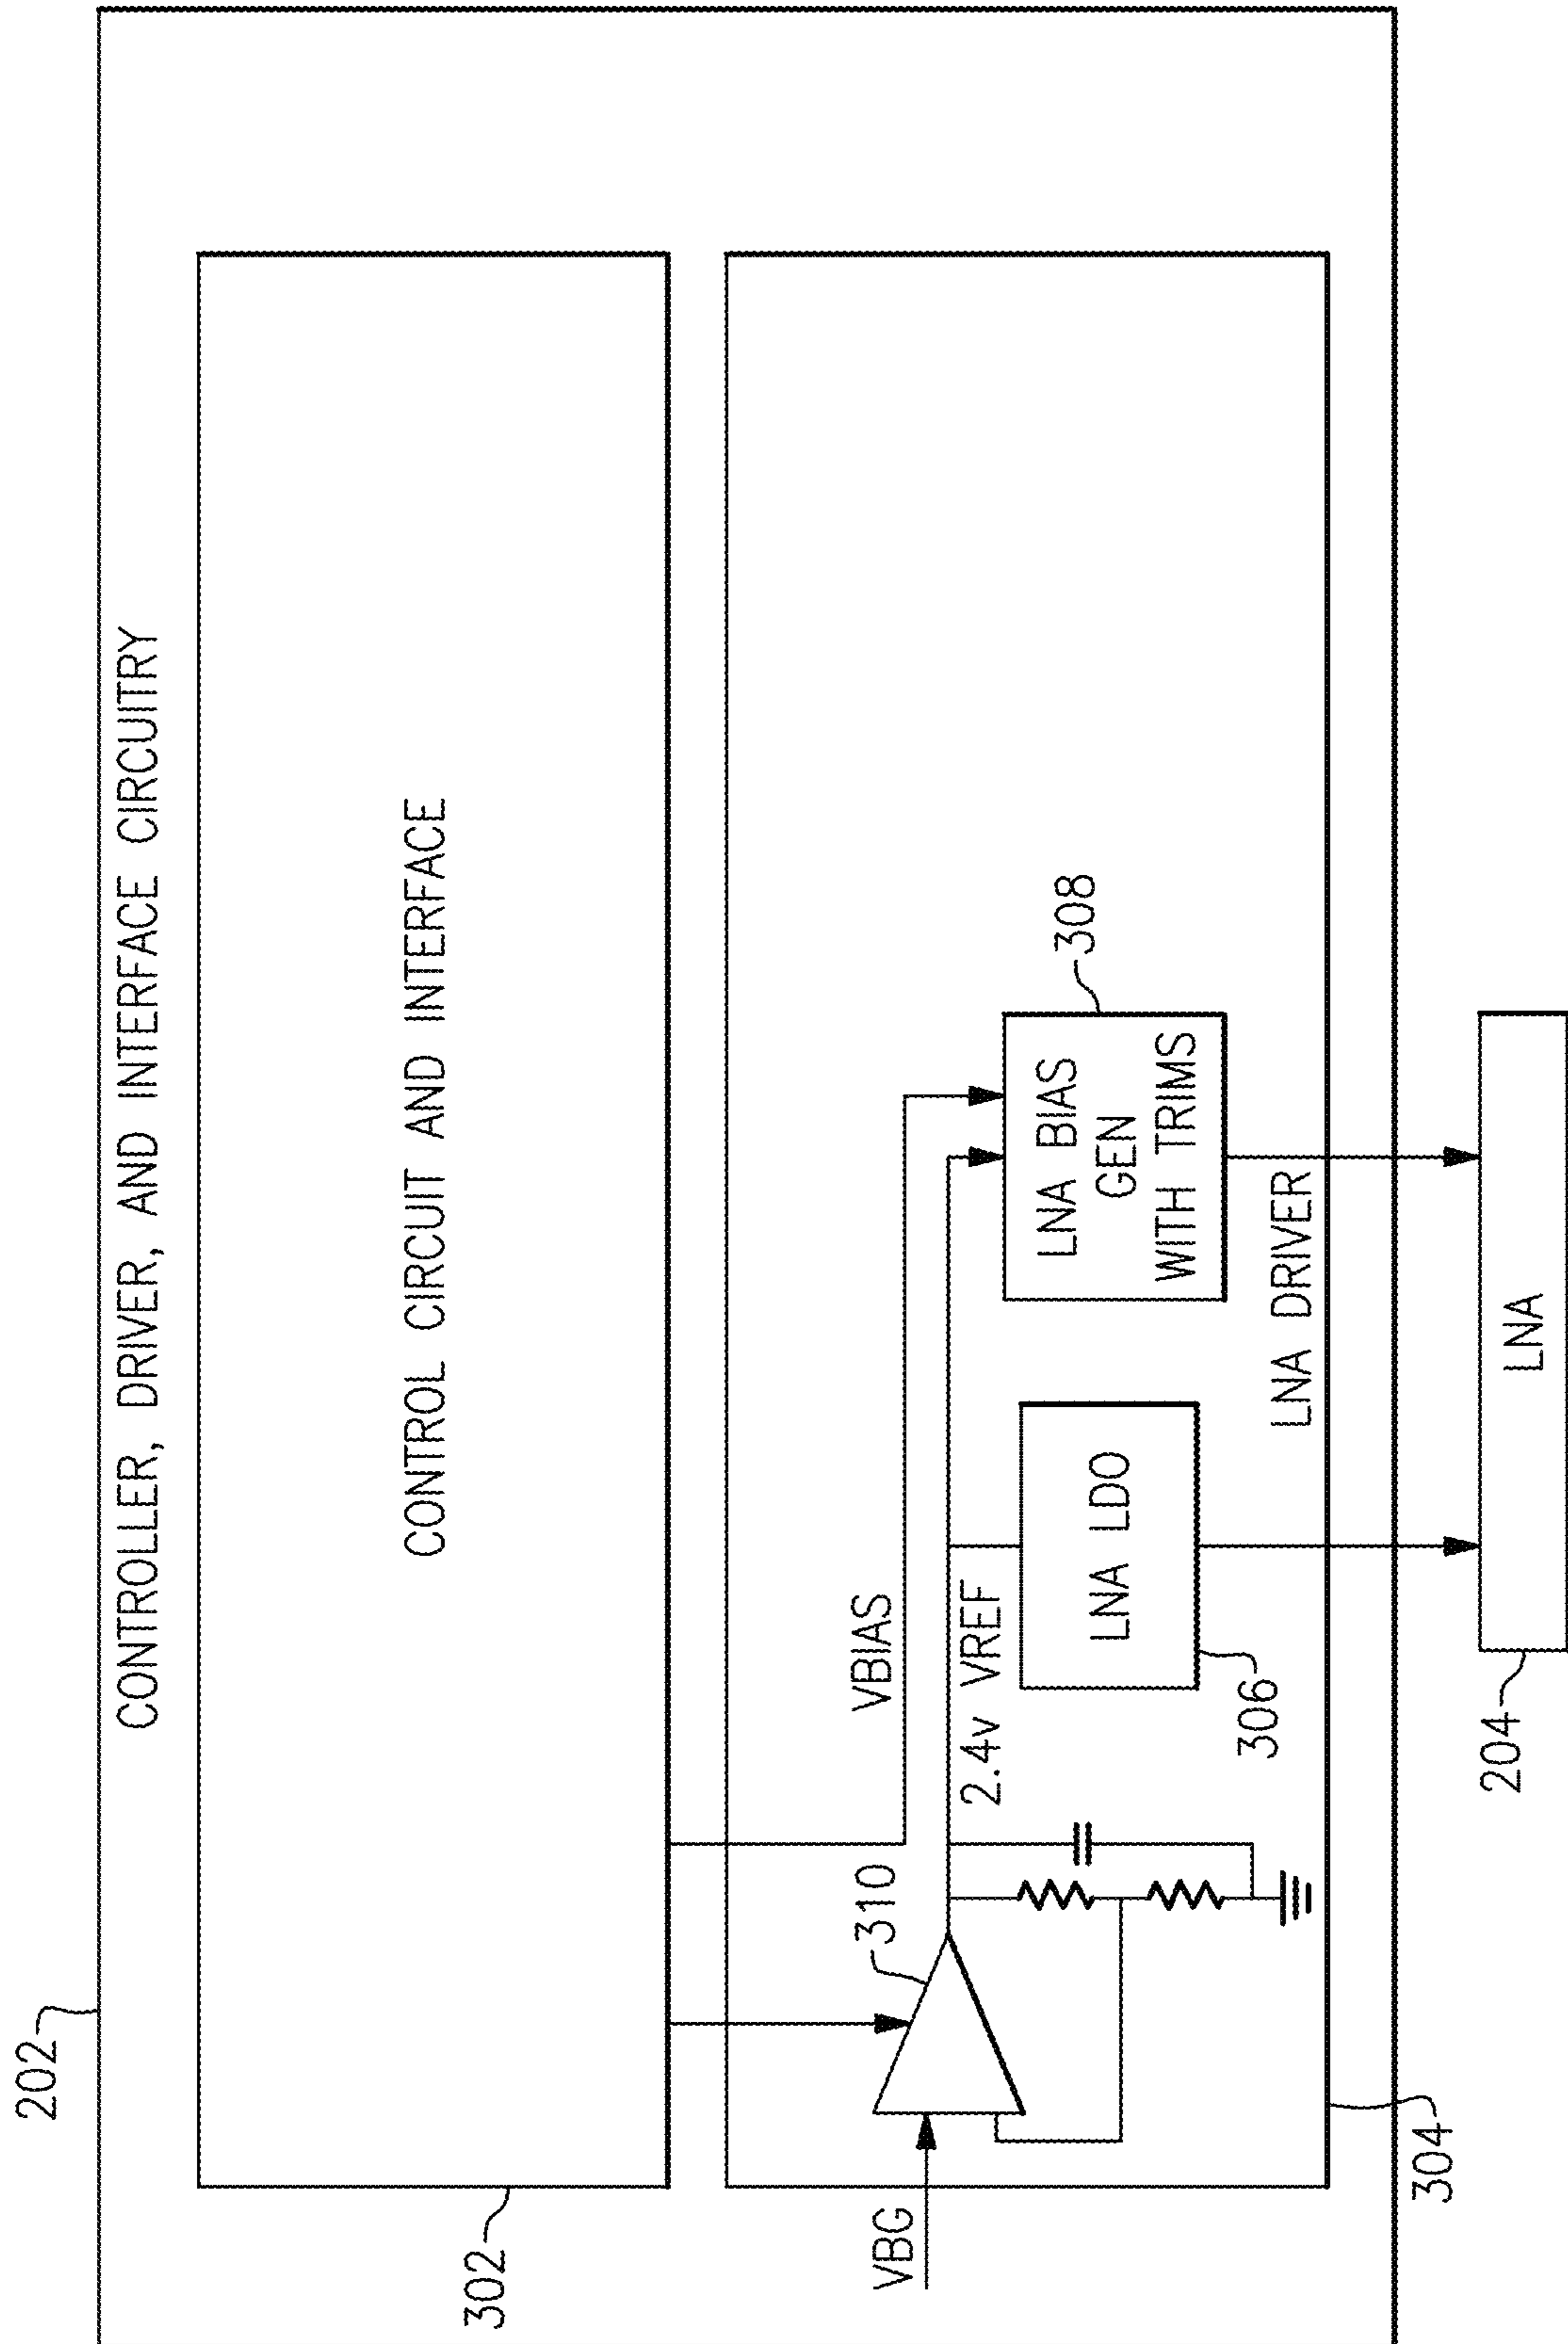 202
CONTROLLER, DRIVER, AND INTERFACE CIRCUITRY
302
CONTROL CIRCUIT AND INTERFACE
VBIAS
310
VBG
2.4v VREF
LNA LDO
306
308
LNA BIAS
GEN
WITH TRIMS
LNA DRIVER
304
204
LNA